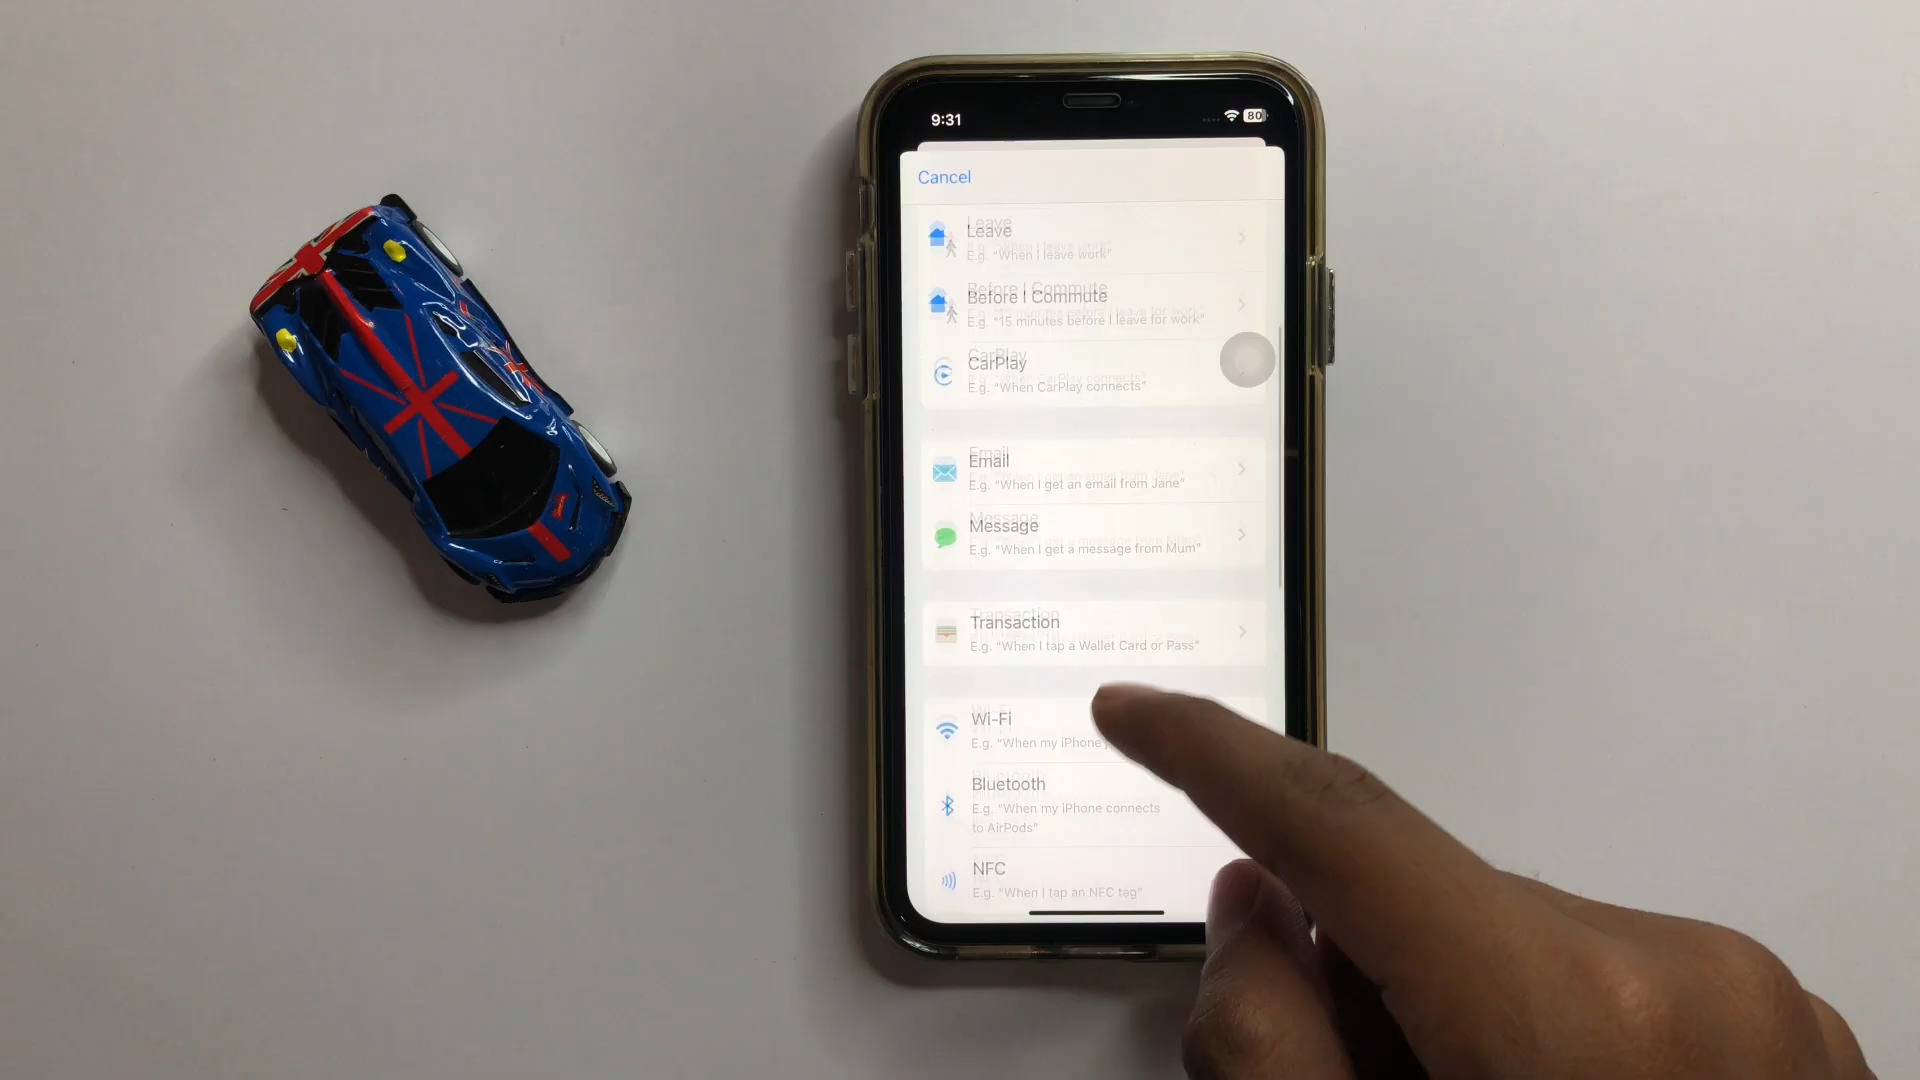 9:31
80
Cancel
Leave
E.g. "When I leave work"
Before I Commute
E.g. "15 minutes before I leave for work"
CarPlay
E.g. "When CarPlay connects"
Email
E.g. "When I get an email from Jane"
Message
E.g. "When I get a message from Mum"
Transaction
E.g. "When I tap a Wallet Card or Pass"
Wi-Fi
E.g. "When my iPhone
Bluetooth
E.g. "When my iPhone connects
to AirPods"
NFC
E.g. "When I tap an NFC tag"